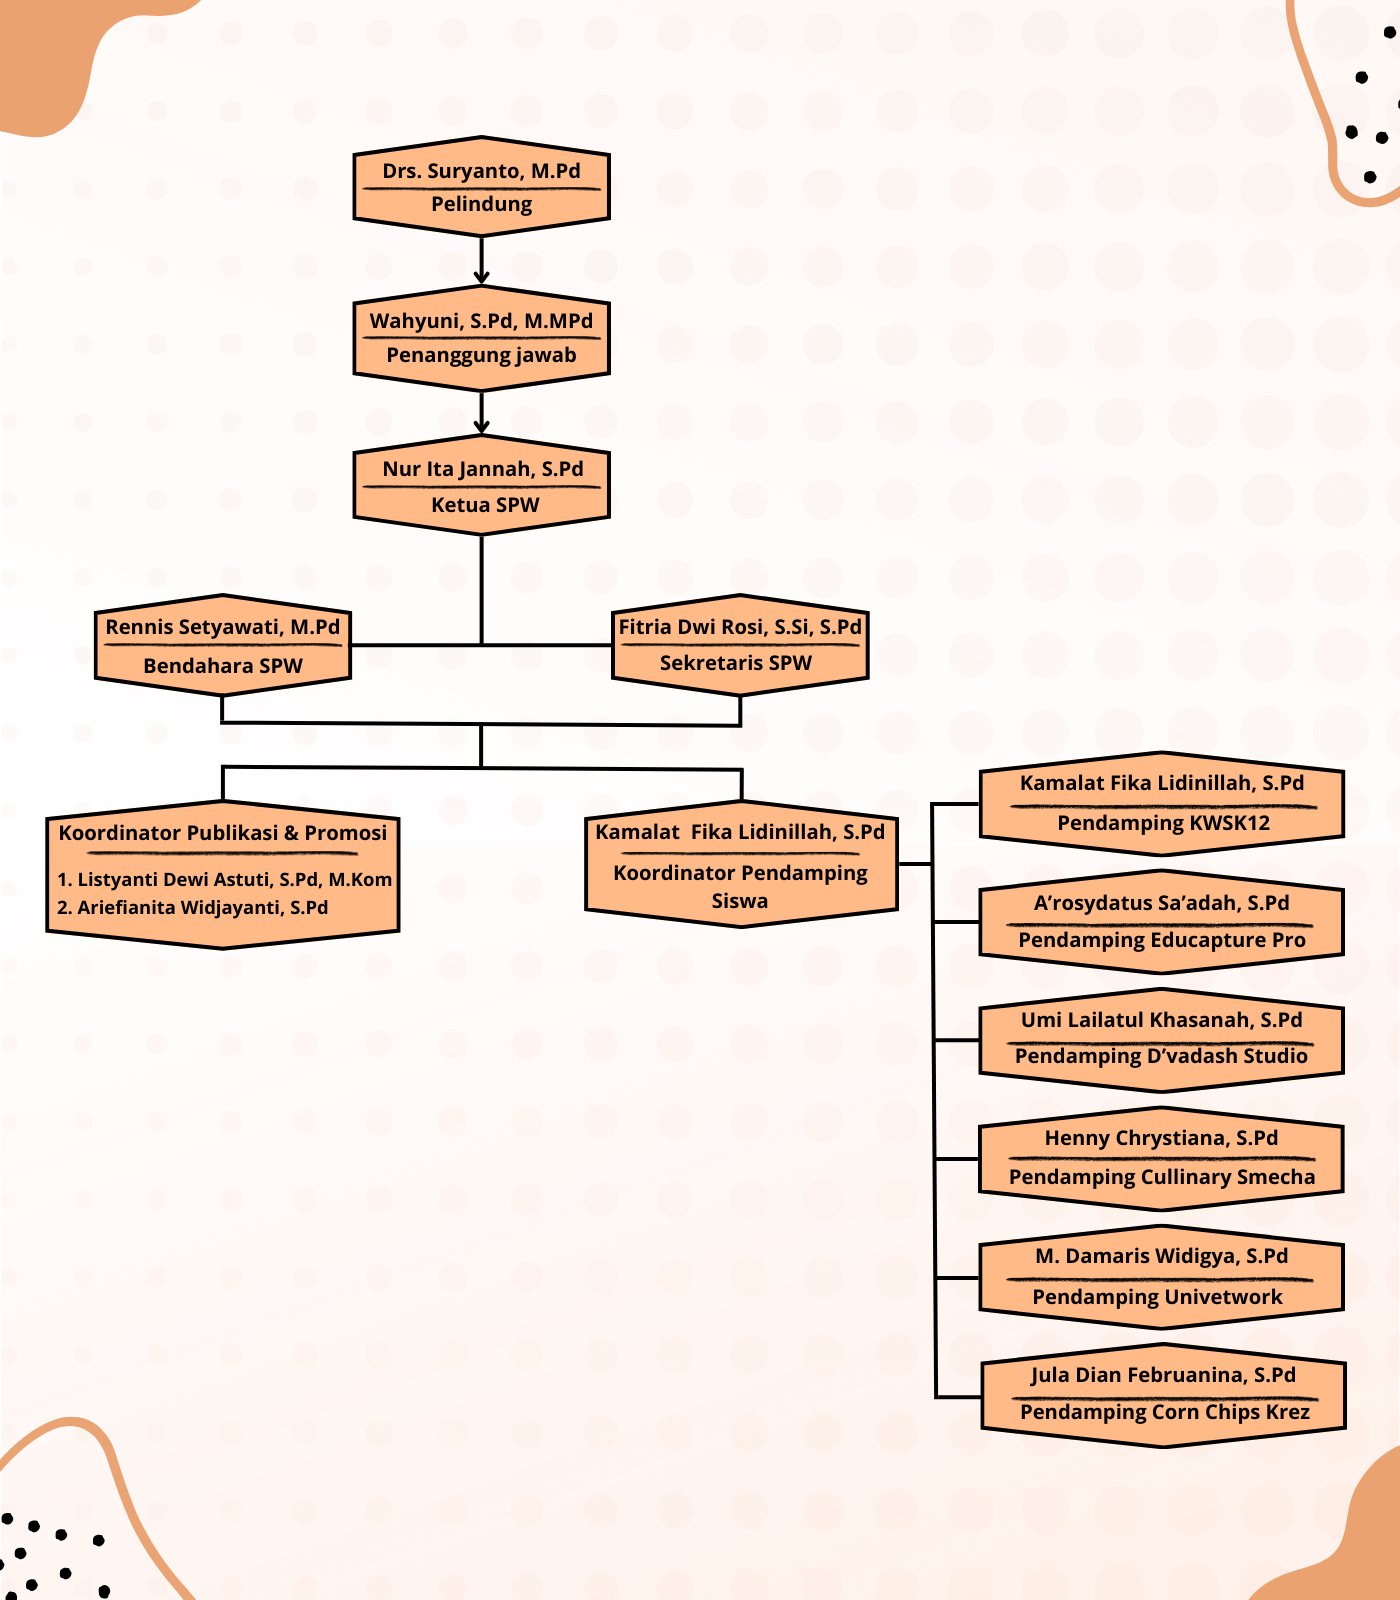 Drs. Suryanto, M.Pd
Pelindung
Wahyuni, S.Pd, M.MPd
Penanggung jawab
Nur Ita Jannah, S.Pd
Ketua SPW
Rennis Setyawati, M.Pd
Bendahara SPW
Fitria Dwi Rosi, S.Si, S.Pd
Sekretaris SPW
Koordinator Publikasi & Promosi
1. Listyanti Dewi Astuti, S.Pd, M.Kom
2. Ariefianita Widjayanti, S.Pd
Kamalat  Fika Lidinillah, S.Pd
Koordinator Pendamping
Siswa
Kamalat Fika Lidinillah, S.Pd
Pendamping KWSK12
A’rosydatus Sa’adah, S.Pd
Pendamping Educapture Pro
Umi Lailatul Khasanah, S.Pd
Pendamping D’vadash Studio
Henny Chrystiana, S.Pd
Pendamping Cullinary Smecha
M. Damaris Widigya, S.Pd
Pendamping Univetwork
Jula Dian Februanina, S.Pd
Pendamping Corn Chips Krez